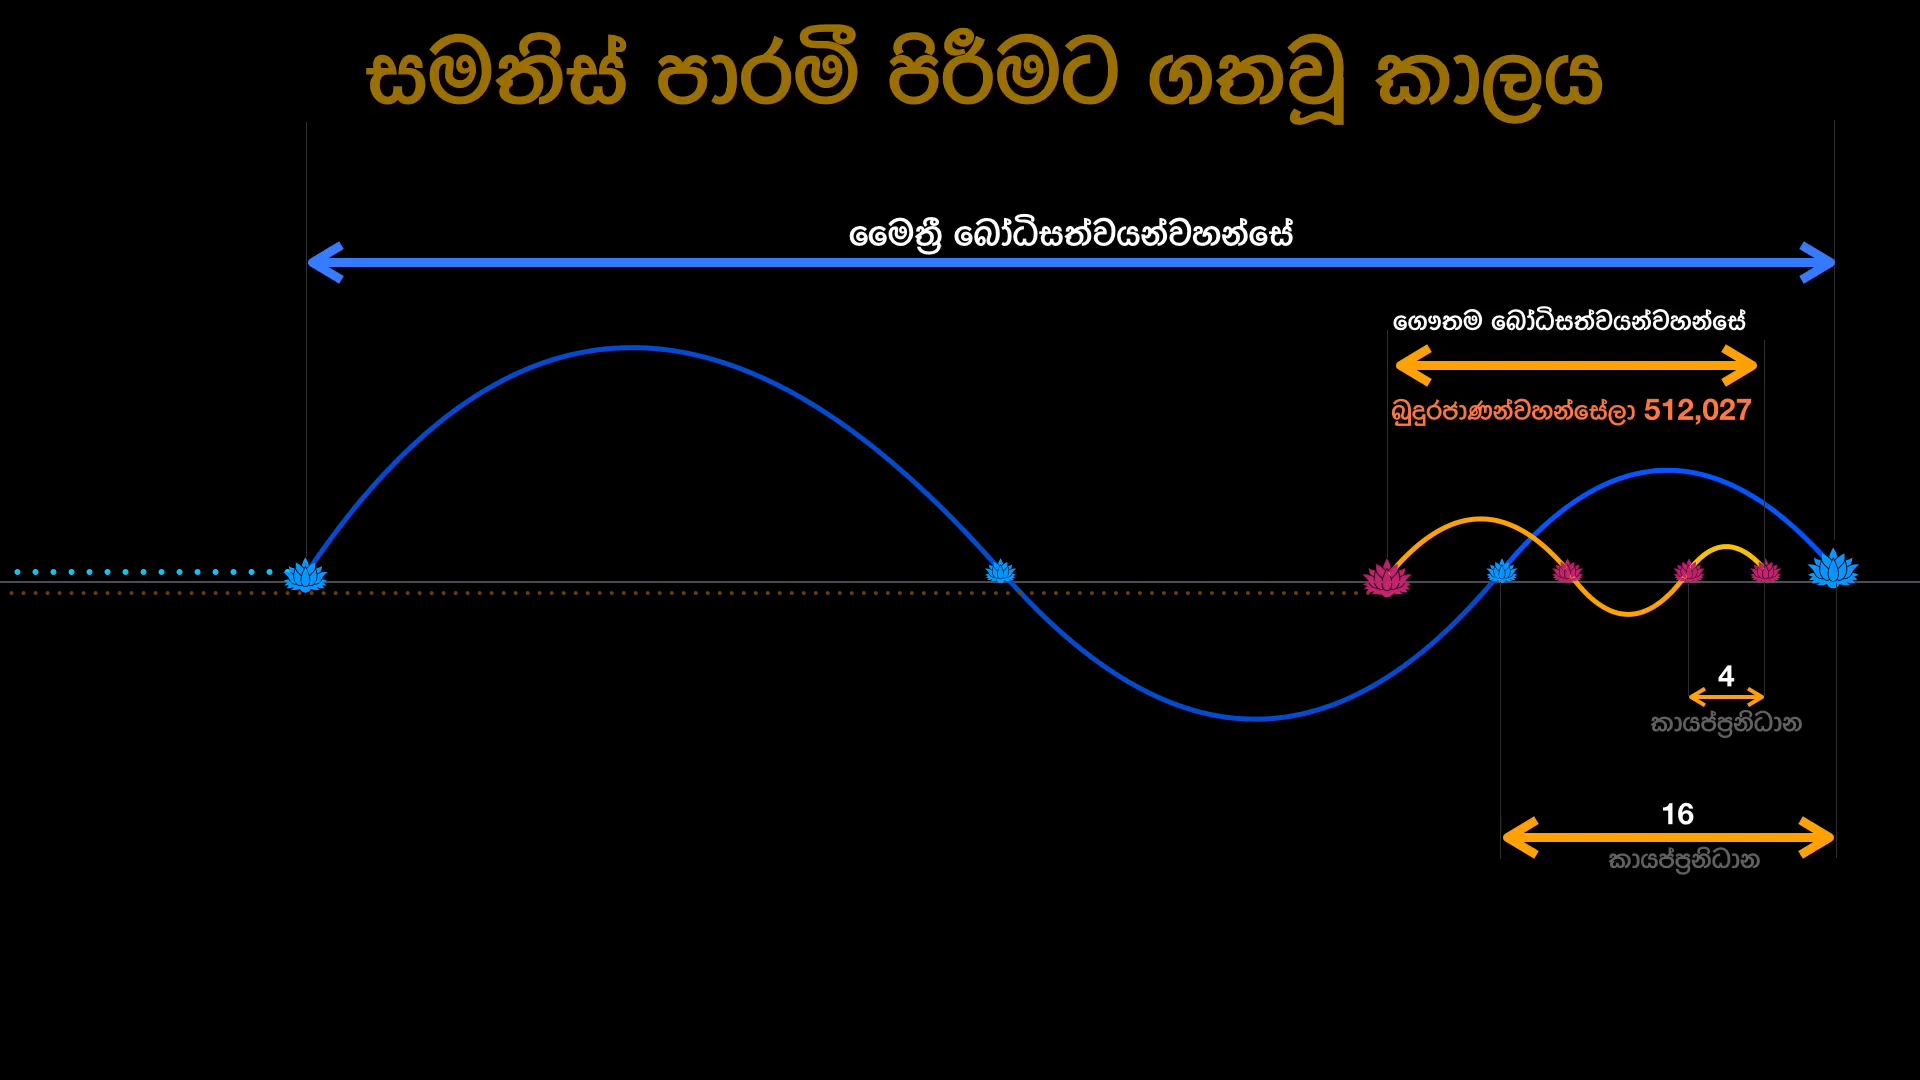 සමතිස් පාරමී පිරීමට ගතවූ කාලය
මෛත්‍රී බෝධිසත්වයන්වහන්සේ
ගෞතම බෝධිසත්වයන්වහන්සේ
බුදුරජාණන්වහන්සේලා 512,027
4
කායප්ප්‍රනිධාන
16
කායප්ප්‍රනිධාන